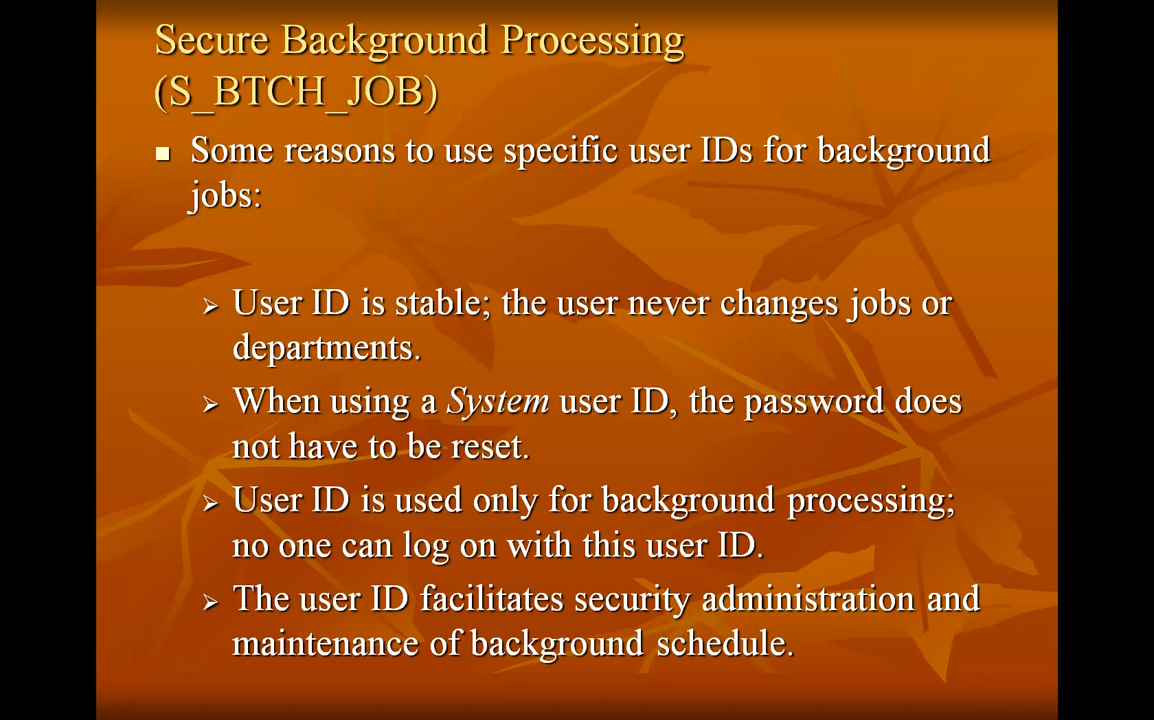 Secure Background Processing
(S_BTCH_JOB)
Some reasons to use specific user IDs for background
jobs:
User ID is stable; the user never changes jobs or
departments.
When using a System user ID, the password does
not have to be reset.
User ID is used only for background processing;
no one can log on with this user ID.
The user ID facilitates security administration and
maintenance of background schedule.